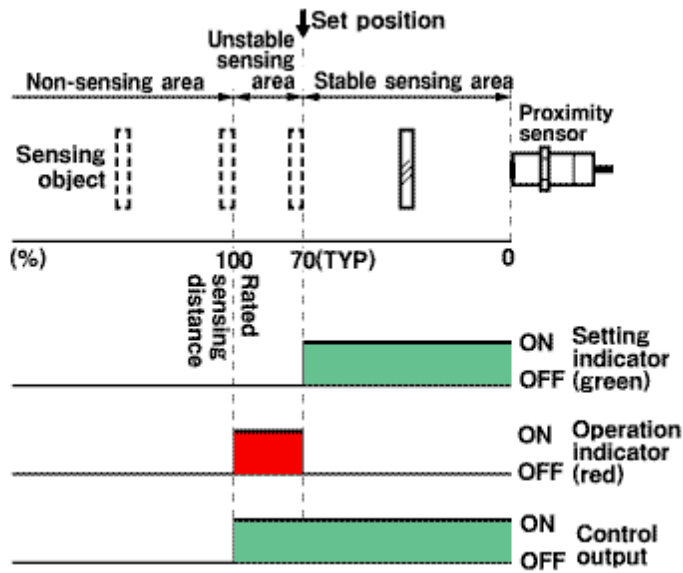 Set position
Unstable
sensing
area
Non-sensing area
Stable sensing area
Proximity
sensor
Sensing
object
(%)
100
70(TYP)
0
Rated
sensing
distance
ON
OFF
Setting
indicator
(green)
ON
OFF
Operation
indicator
(red)
ON
OFF
Control
output